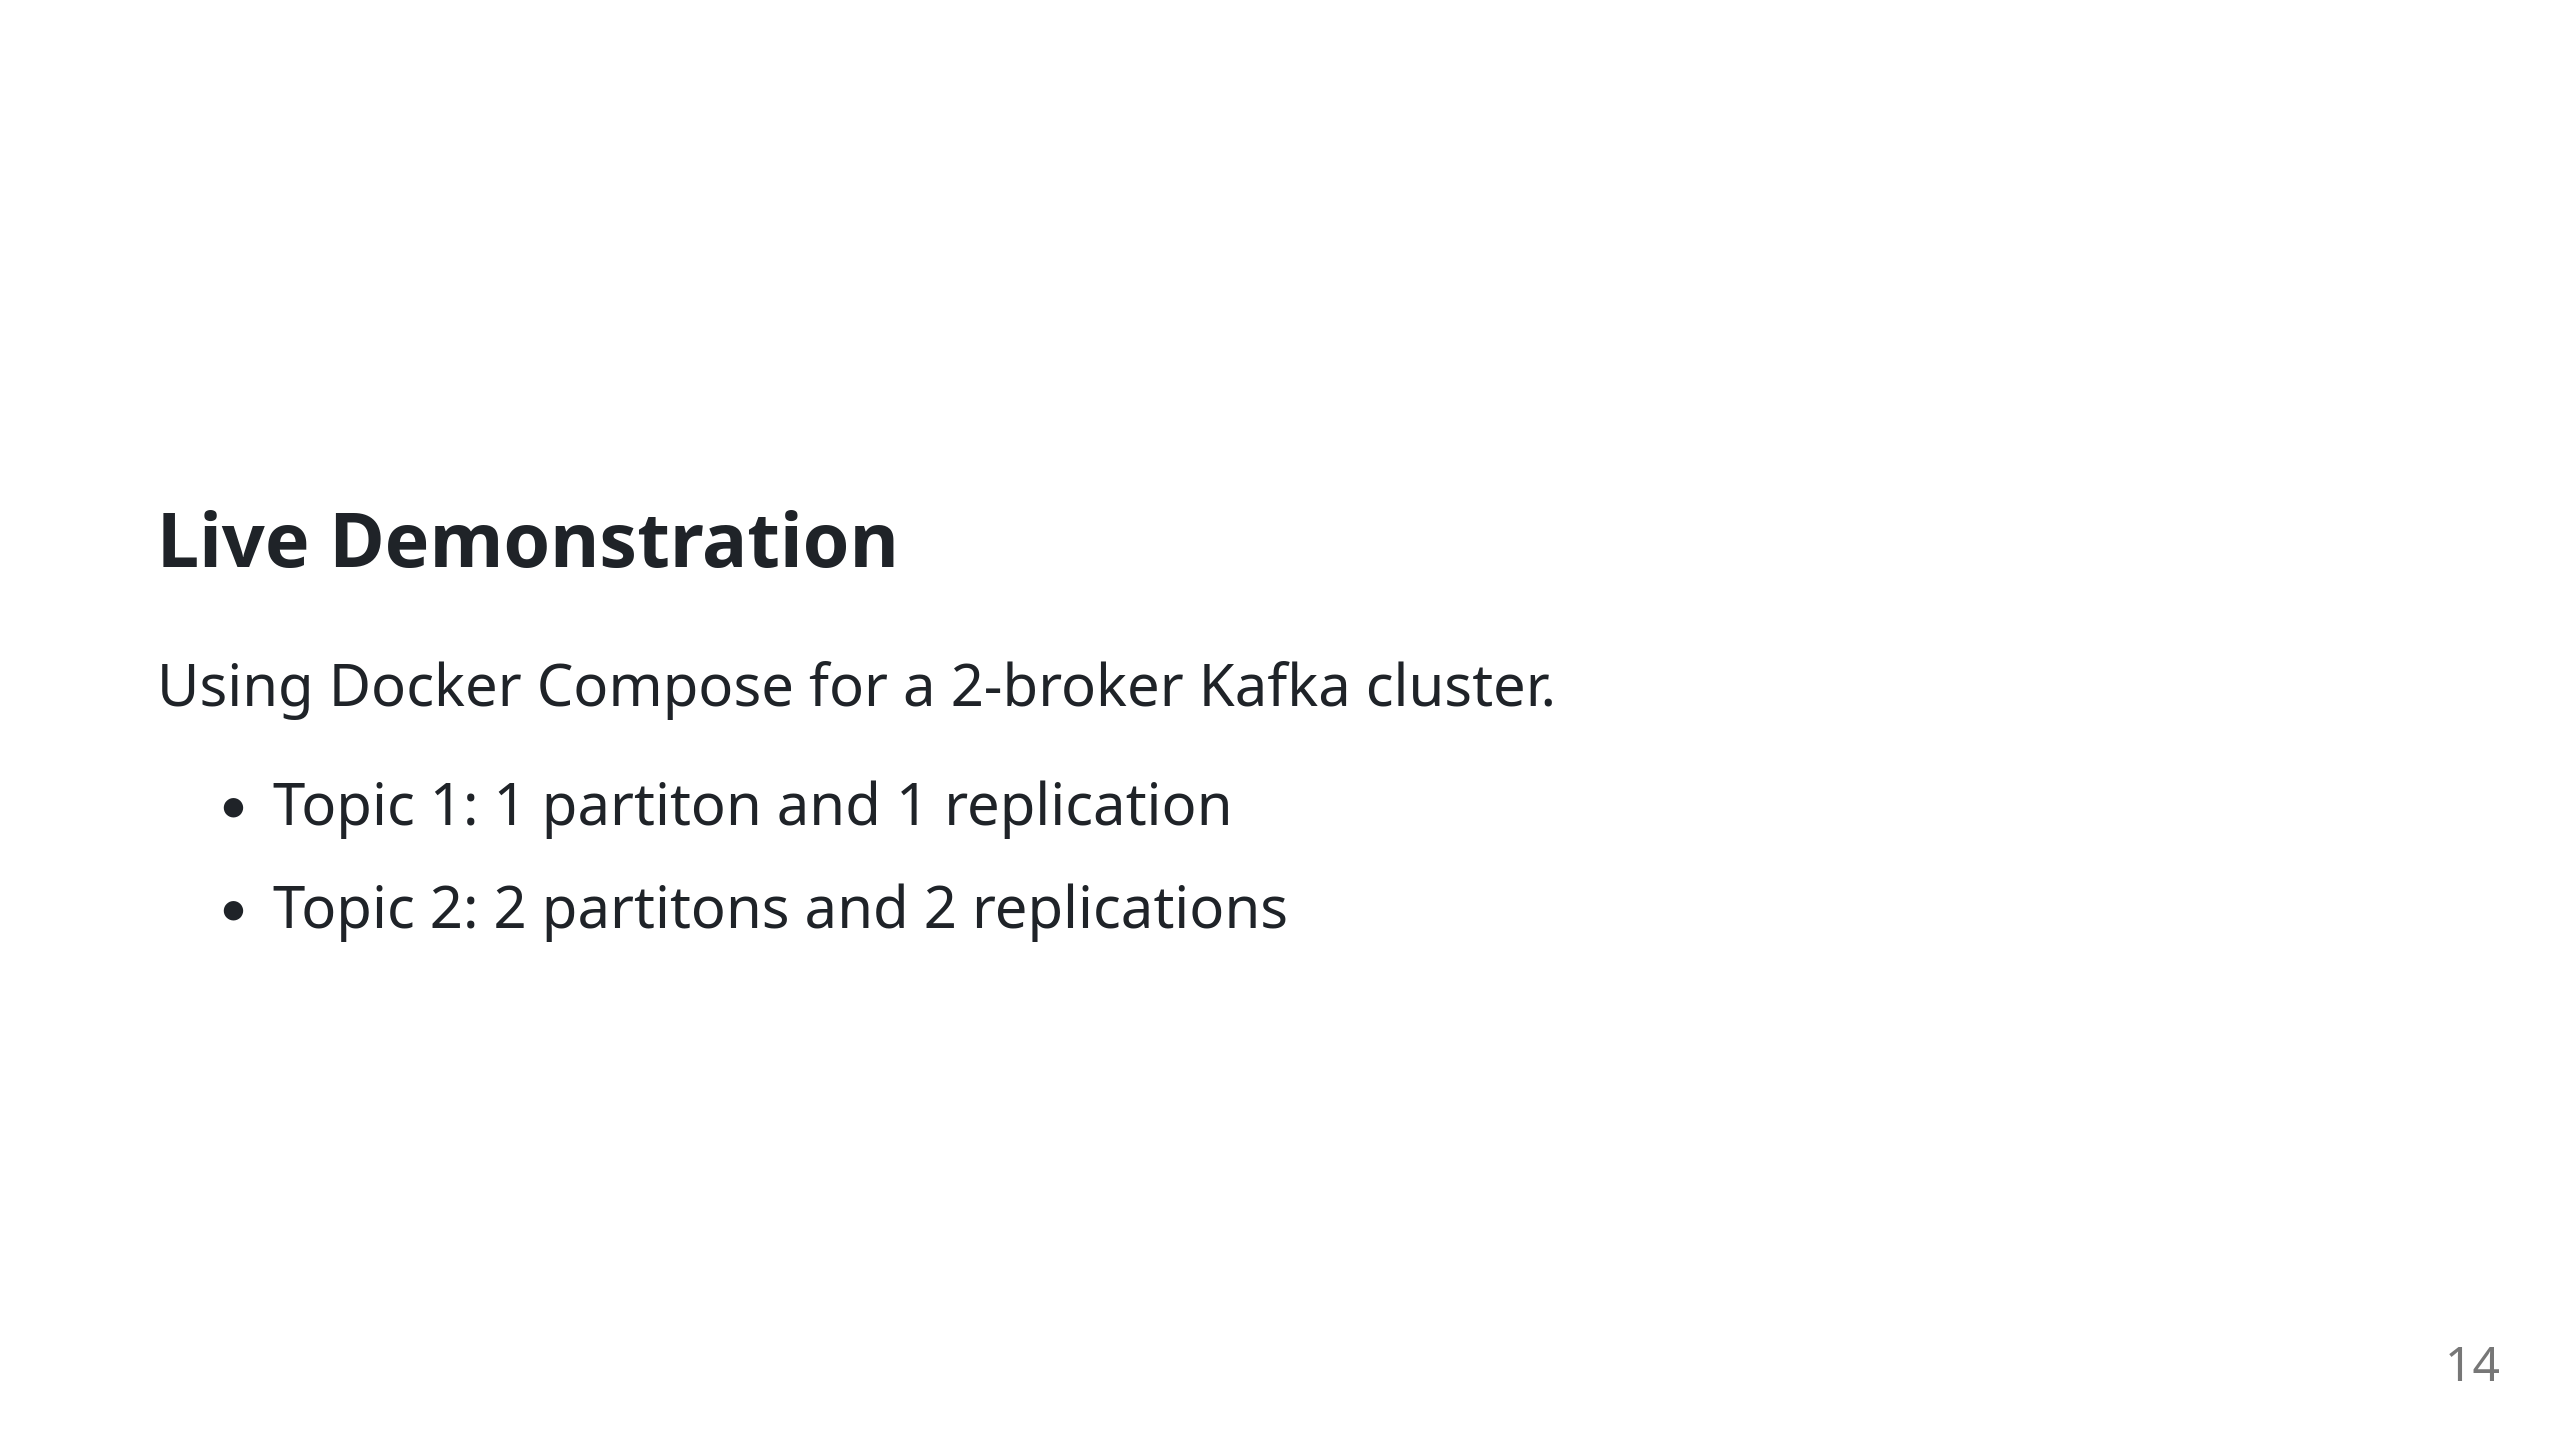 Live Demonstration
Using Docker Compose for a 2-broker Kafka cluster.
• Topic 1: 1 partiton and 1 replication
• Topic 2: 2 partitons and 2 replications
14